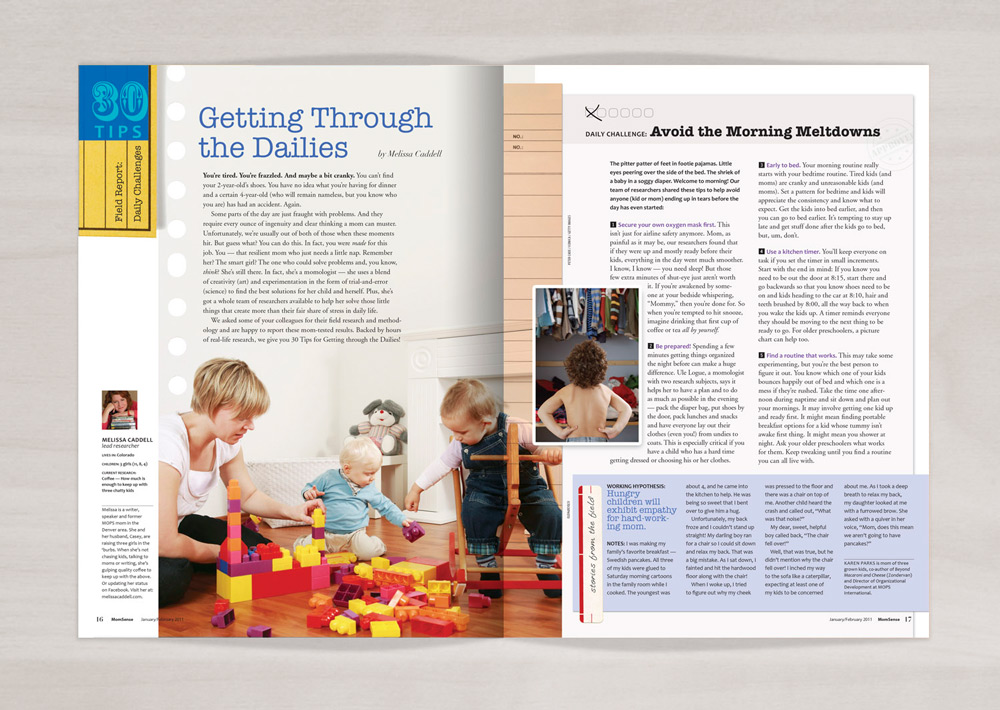 30
TIPS
Field Report:
Daily Challenges
Getting Through
the Dailies
by Melissa Caddell
You're tired. You're frazzled. And maybe a bit cranky. You can't find
your 2-year-old's shoes. You have no idea what you're having for dinner
and a certain 4-year-old (who will remain nameless, but you know who
you are) has had an accident. Again.
Some parts of the day are just fraught with problems. And they
require every ounce of ingenuity and clear thinking a mom can muster.
Unfortunately, we're usually out of both of those when these moments
hit. But guess what? You can do this. In fact, you were made for this
job. You — that resilient mom who just needs a little nap. Remember
her? The smart girl? The one who could solve problems and, you know,
think? She's still there. In fact, she's a momologist — she uses a blend
of creativity (art) and experimentation in the form of trial-and-error
(science) to find the best solutions for her child and herself. Plus, she's
got a whole team of researchers available to help her solve those little
things that create more than their fair share of stress in daily life.
We asked some of your colleagues for their field research and method-
ology and are happy to report these mom-tested results. Backed by hours
of real-life research, we give you 30 Tips for Getting through the Dailies!
MELISSA CADDELL
lead researcher
LIVES IN: Colorado
CHILDREN: 3 girls (11, 8, 4)
CURRENT RESEARCH:
Coffee — How much is
enough to keep up with
three chatty kids
Melissa is a writer,
speaker and former
MOPS mom in the
Denver area. She and
her husband, Casey, are
raising three girls in the
'burbs. When she's not
chasing kids, talking to
moms or writing, she's
gulping quality coffee to
keep up with the above.
Or updating her status
on Facebook. Visit her at:
melissacaddell.com.
16 MomSense January/February 2011
NO.:
NO.:
DAILY CHALLENGE: Avoid the Morning Meltdowns
The pitter patter of feet in footie pajamas. Little
eyes peering over the side of the bed. The shriek of
a baby in a soggy diaper. Welcome to morning! Our
team of researchers shared these tips to help avoid
anyone (kid or mom) ending up in tears before the
day has even started:
1 Secure your own oxygen mask first. This
isn't just for airline safety anymore. Mom, as
painful as it may be, our researchers found that
if they were up and mostly ready before their
kids, everything in the day went much smoother.
I know, I know — you need sleep! But those
few extra minutes of shut-eye just aren't worth
it. If you're awakened by some-
one at your bedside whispering,
"Mommy," then you're done for. So
when you're tempted to hit snooze,
imagine drinking that first cup of
coffee or tea all by yourself.
2 Be prepared! Spending a few
minutes getting things organized
the night before can make a huge
difference. Ule Logue, a momologist
with two research subjects, says it
helps her to have a plan and to do
as much as possible in the evening
— pack the diaper bag, put shoes by
the door, pack lunches and snacks
and have everyone lay out their
clothes (even you!) from undies to
coats. This is especially critical if you
have a child who has a hard time
getting dressed or choosing his or her clothes.
3 Early to bed. Your morning routine really
starts with your bedtime routine. Tired kids (and
moms) are cranky and unreasonable kids (and
moms). Set a pattern for bedtime and kids will
appreciate the consistency and know what to
expect. Get the kids into bed earlier, and then
you can go to bed earlier. It's tempting to stay up
late and get stuff done after the kids go to bed,
but, um, don't.
4 Use a kitchen timer. You'll keep everyone on
task if you set the timer in small increments.
Start with the end in mind: If you know you
need to be out the door at 8:15, start there and
go backwards so that you know shoes need to be
on and kids heading to the car at 8:10, hair and
teeth brushed by 8:00, all the way back to when
you wake the kids up. A timer reminds everyone
they should be moving to the next thing to be
ready to go. For older preschoolers, a picture
chart can help too.
5 Find a routine that works. This may take some
experimenting, but you're the best person to
figure it out. You know which one of your kids
bounces happily out of bed and which one is a
mess if they're rushed. Take the time one after-
noon during naptime and sit down and plan out
your mornings. It may involve getting one kid up
and ready first. It might mean finding portable
breakfast options for a kid whose tummy isn't
awake first thing. It might mean you shower at
night. Ask your older preschoolers what works
for them. Keep tweaking until you find a routine
you can all live with.
stories from the field
WORKING HYPOTHESIS:
Hungry
children will
exhibit empathy
for hard-work-
ing mom.
NOTES: I was making my
family's favorite breakfast —
Swedish pancakes. All three
of my kids were glued to
Saturday morning cartoons
in the family room while I
cooked. The youngest was
about 4, and he came into
the kitchen to help. He was
being so sweet that I bent
over to give him a hug.
Unfortunately, my back
froze and I couldn't stand up
straight! My darling boy ran
for a chair so I could sit down
and relax my back. That was
a big mistake. As I sat down, I
fainted and hit the hardwood
floor along with the chair!
When I woke up, I tried
to figure out why my cheek
was pressed to the floor and
there was a chair on top of
me. Another child heard the
crash and called out, "What
was that noise?"
My dear, sweet, helpful
boy called back, "The chair
fell over!"
Well, that was true, but he
didn't mention why the chair
fell over! I inched my way
to the sofa like a caterpillar,
expecting at least one of
my kids to be concerned
about me. As I took a deep
breath to relax my back,
my daughter looked at me
with a furrowed brow. She
asked with a quiver in her
voice, "Mom, does this mean
we aren't going to have
pancakes?"
KAREN PARKS is mom of three
grown kids, co-author of Beyond
Macaroni and Cheese (Zondervan)
and Director of Organizational
Development at MOPS
International.
January/February 2011 MomSense 17